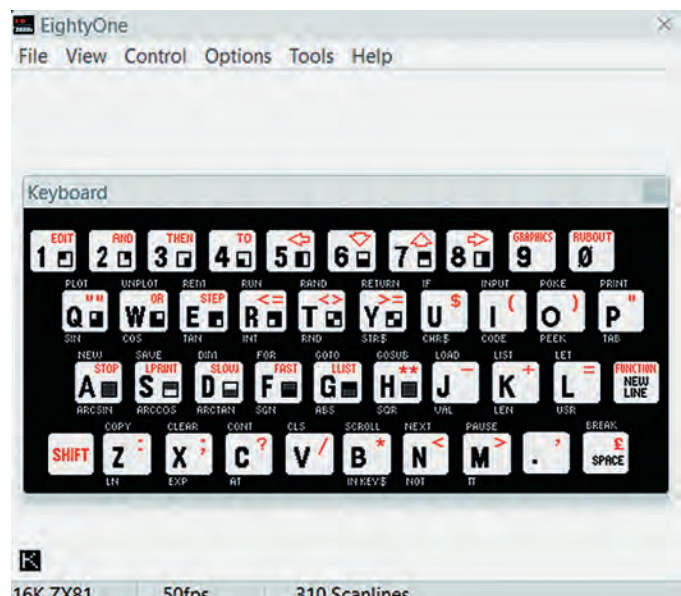 EightyOne
File View Control Options Tools Help
Keyboard
EDIT AND THEN TO GRAPHICS RUBOUT
1 2 3 4 5 6 7 8 9 0
PLOT UNPLOT REM RUN RAND RETURN IF INPUT POKE PRINT
"" OR STEP <= <> >= $ ( ) "
Q W E R T Y U I O P
SIN COS TAN INT RND STR$ CHR$ CODE PEEK TAB
NEW SAVE DIM FOR GOTO GOSUB LOAD LIST LET
STOP LPRINT SLOW FAST LLIST ** - + = FUNCTION
A S D F G H J K L NEW LINE
ARCSIN ARCCOS ARCTAN SGN ABS SQR VAL LEN USR
COPY CLEAR CONT CLS SCROLL NEXT PAUSE BREAK
: ; ? / * < > , £
SHIFT Z X C V B N M . SPACE
LN EXP AT INKEY$ NOT π
K
16K ZX81 50fps 310 Scanlines